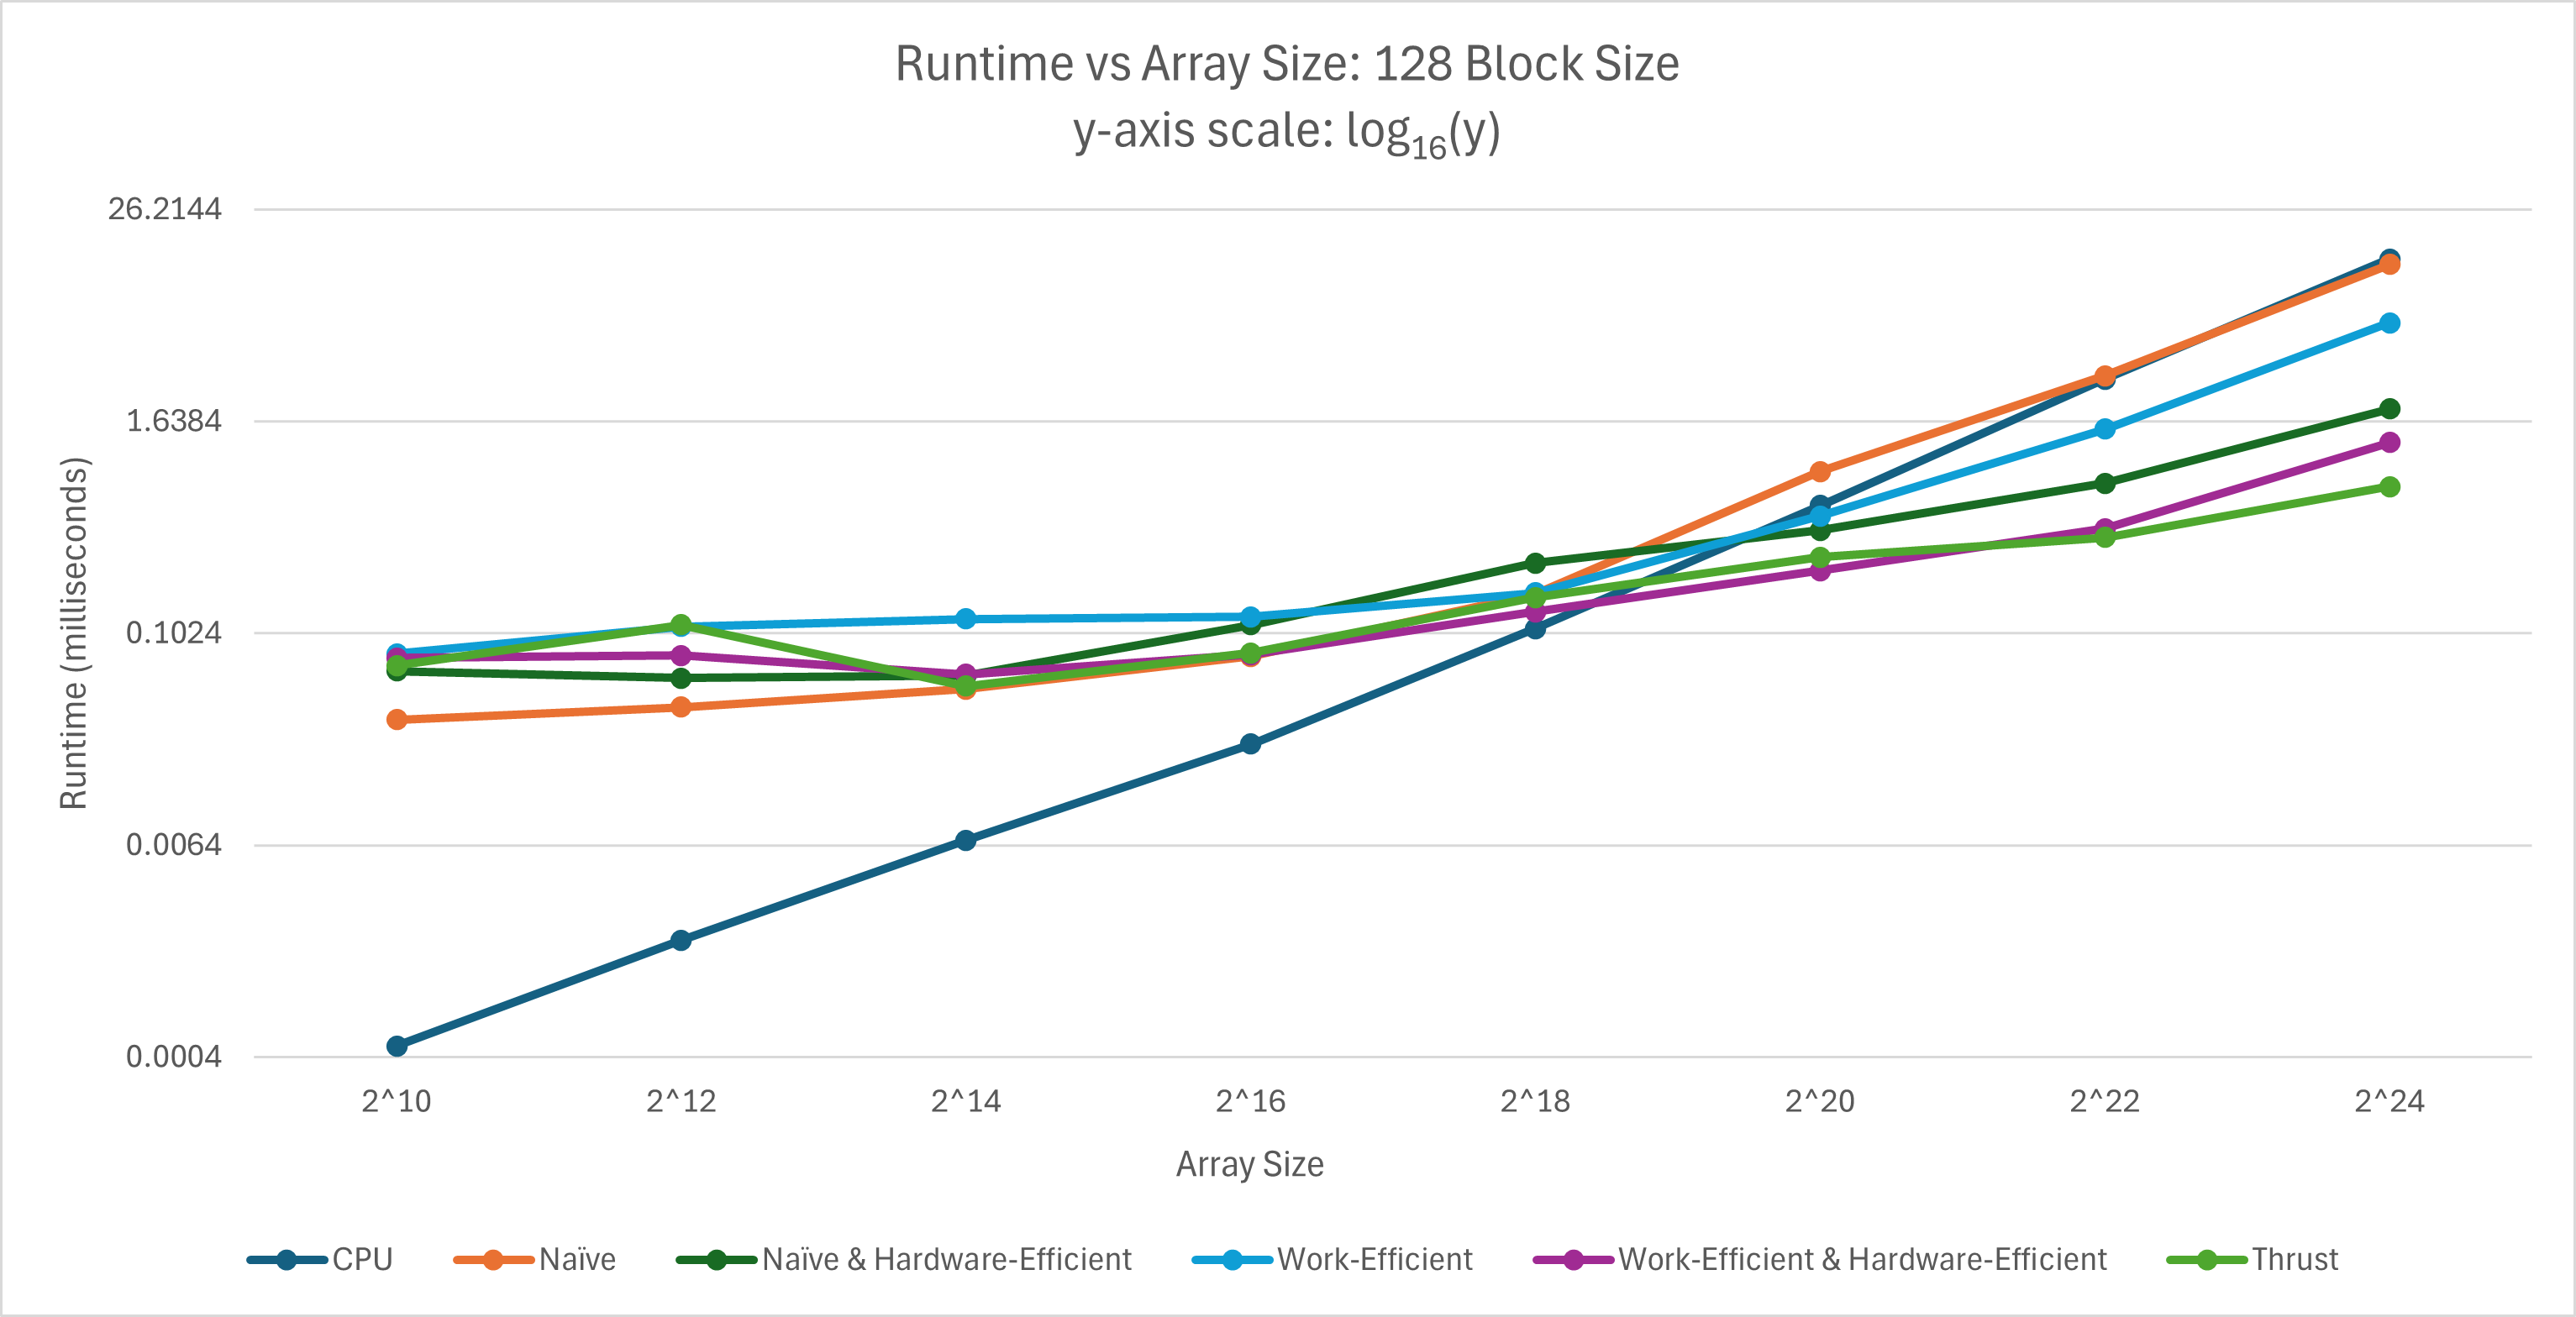 Runtime vs Array Size: 128 Block Size
y-axis scale: log₁₆(y)
26.2144
1.6384
0.1024
0.0064
0.0004
Runtime (milliseconds)
2^10 2^12 2^14 2^16 2^18 2^20 2^22 2^24
Array Size
CPU Naïve Naïve & Hardware-Efficient Work-Efficient Work-Efficient & Hardware-Efficient Thrust